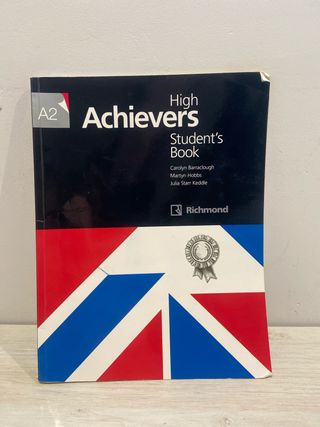 A2
High
Achievers
Student's
Book
Carolyn Barraclough
Martyn Hobbs
Julia Starr Keddle
Richmond